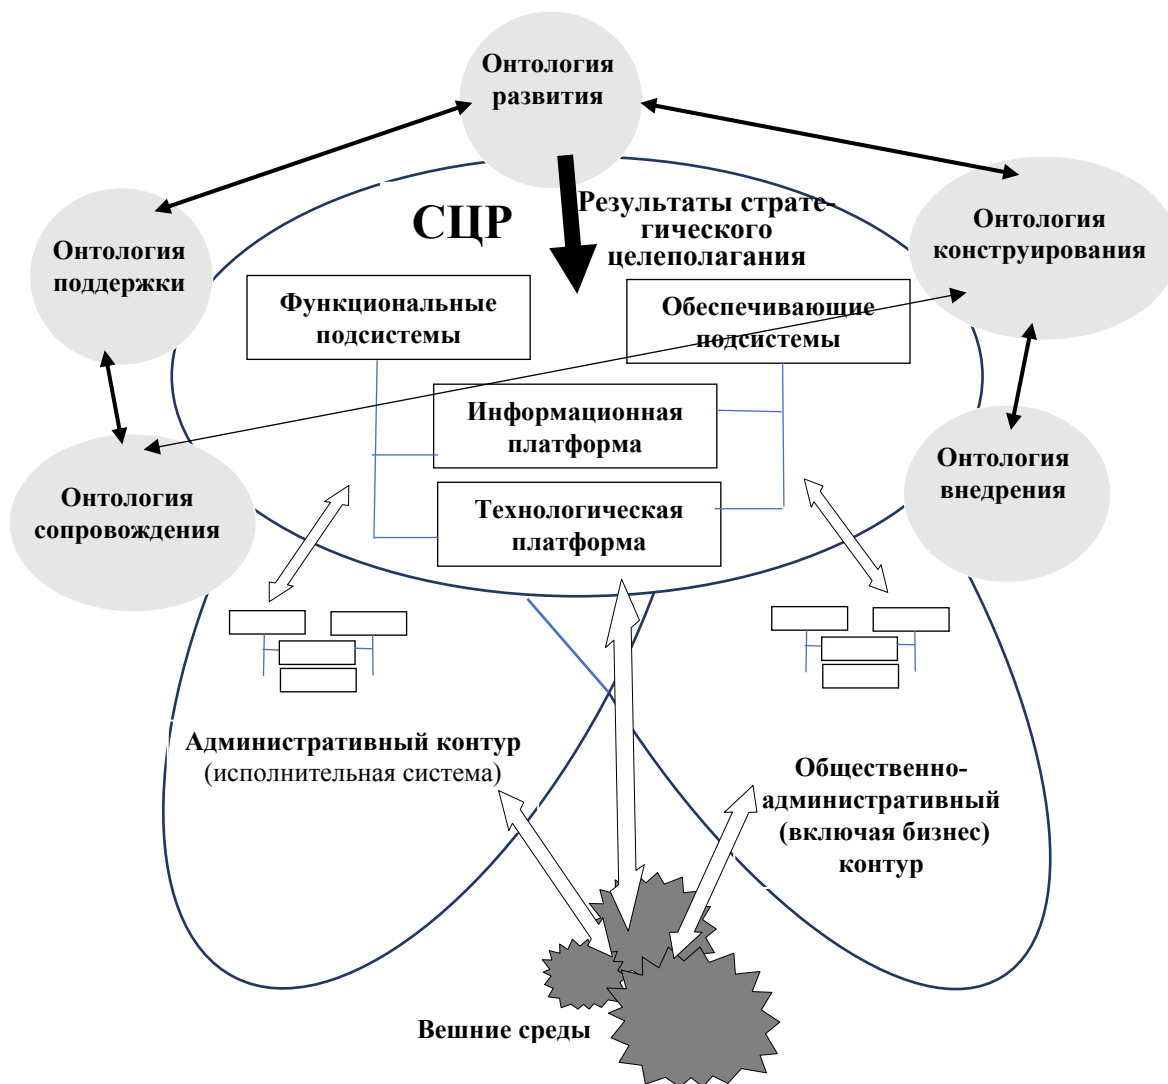 Онтология
развития
СЦР
Результаты страте-
гического
целеполагания
Онтология
поддержки
Онтология
конструирования
Функциональные
подсистемы
Обеспечивающие
подсистемы
Информационная
платформа
Технологическая
платформа
Онтология
сопровождения
Онтология
внедрения
Административный контур
(исполнительная система)
Общественно-
административный
(включая бизнес)
контур
Вешние среды